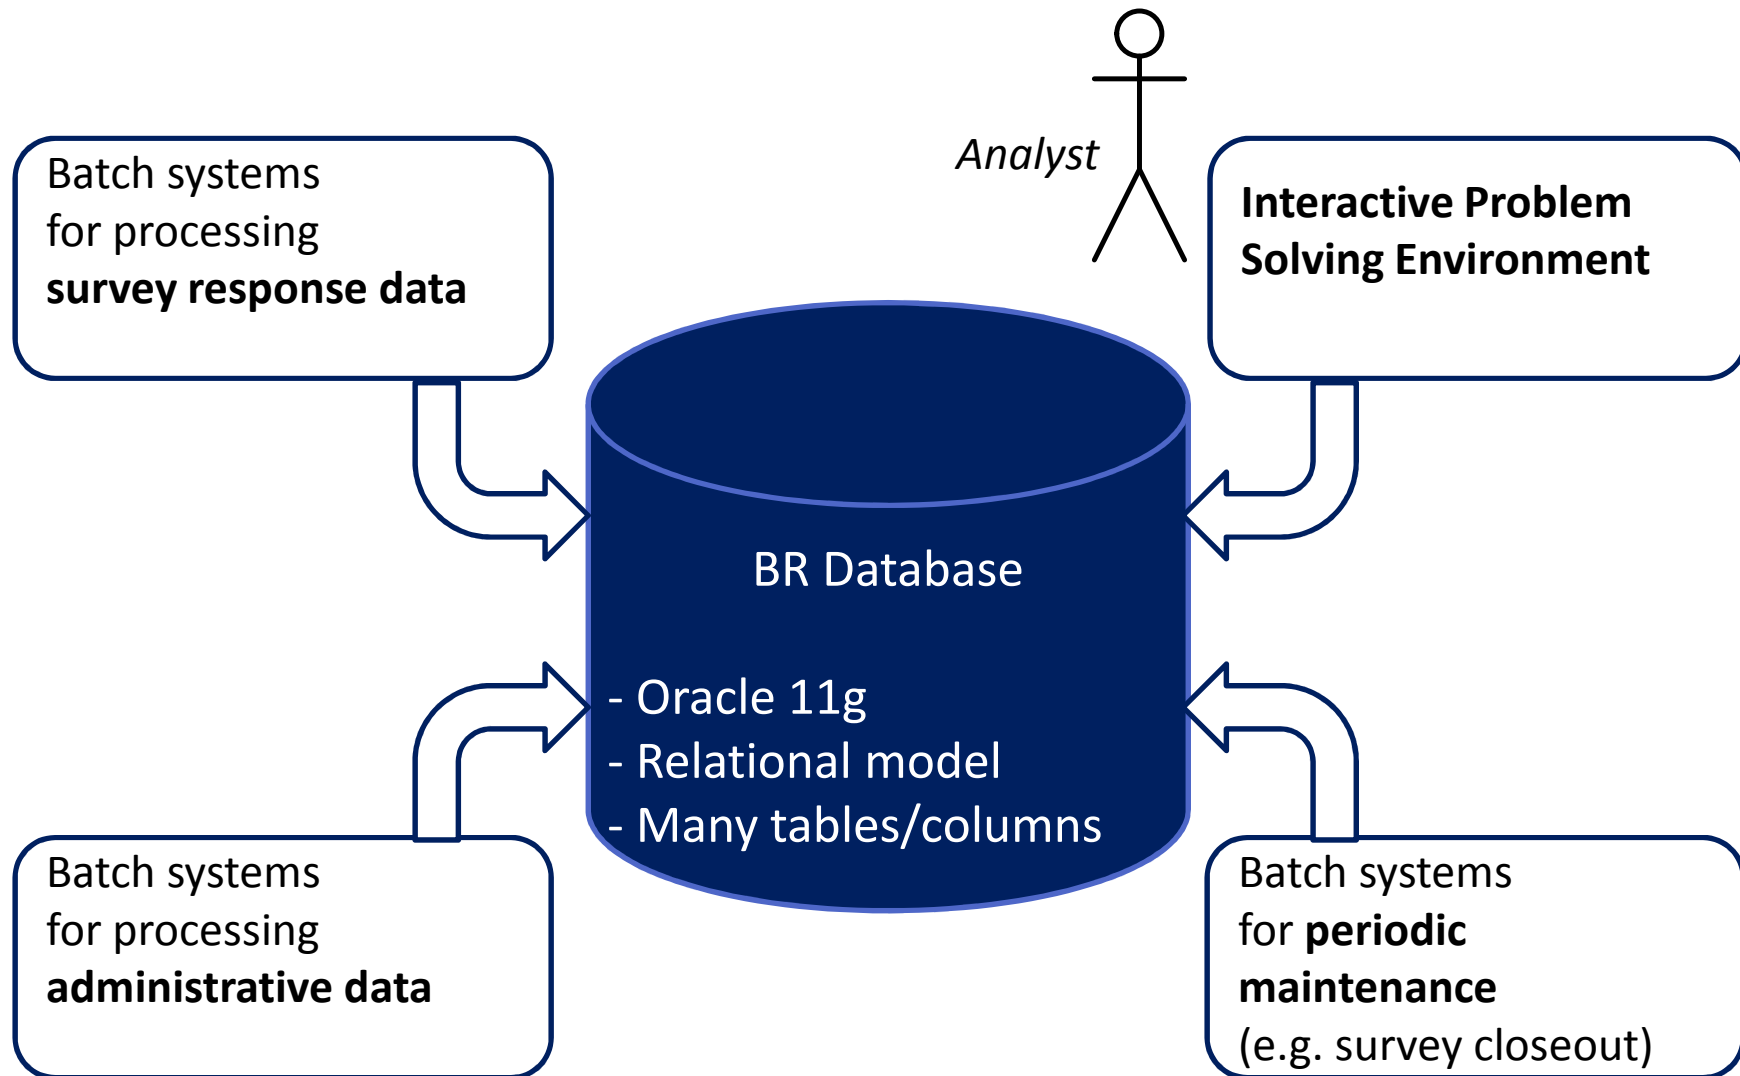 Batch systems
for processing
survey response data
Analyst
Interactive Problem
Solving Environment
BR Database
- Oracle 11g
- Relational model
- Many tables/columns
Batch systems
for processing
administrative data
Batch systems
for periodic
maintenance
(e.g. survey closeout)